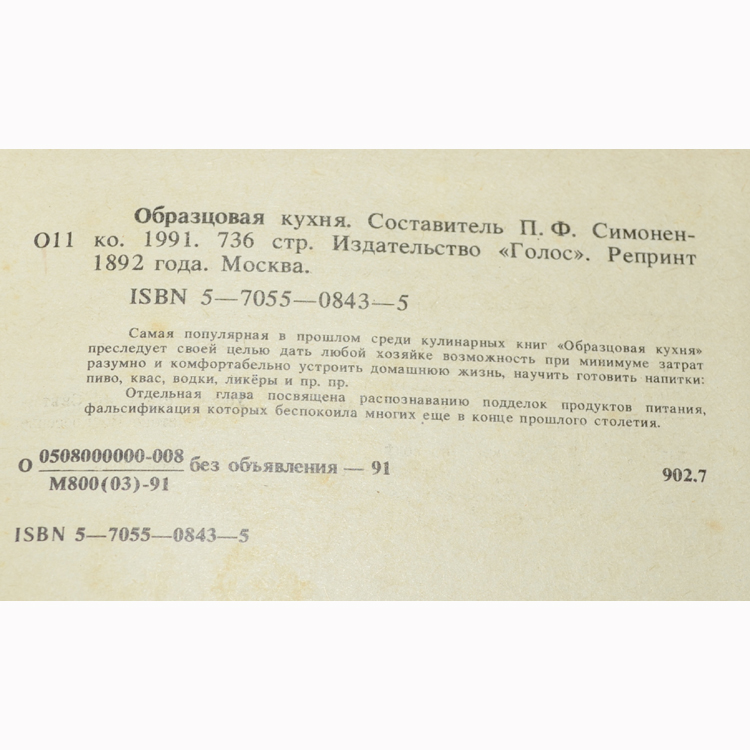 Образцовая кухня. Составитель П. Ф. Симонен-
О11 ко. 1991. 736 стр. Издательство «Голос». Репринт
1892 года. Москва.
ISBN 5—7055—0843—5
Самая популярная в прошлом среди кулинарных книг «Образцовая кухня»
преследует своей целью дать любой хозяйке возможность при минимуме затрат
разумно и комфортабельно устроить домашнюю жизнь, научить готовить напитки:
пиво, квас, водки, ликёры и пр. пр.
Отдельная глава посвящена распознаванию подделок продуктов питания,
фальсификация которых беспокоила многих еще в конце прошлого столетия.
О 0508000000-008 без объявления — 91 902.7
М800(03)-91
ISBN 5—7055—0843—5